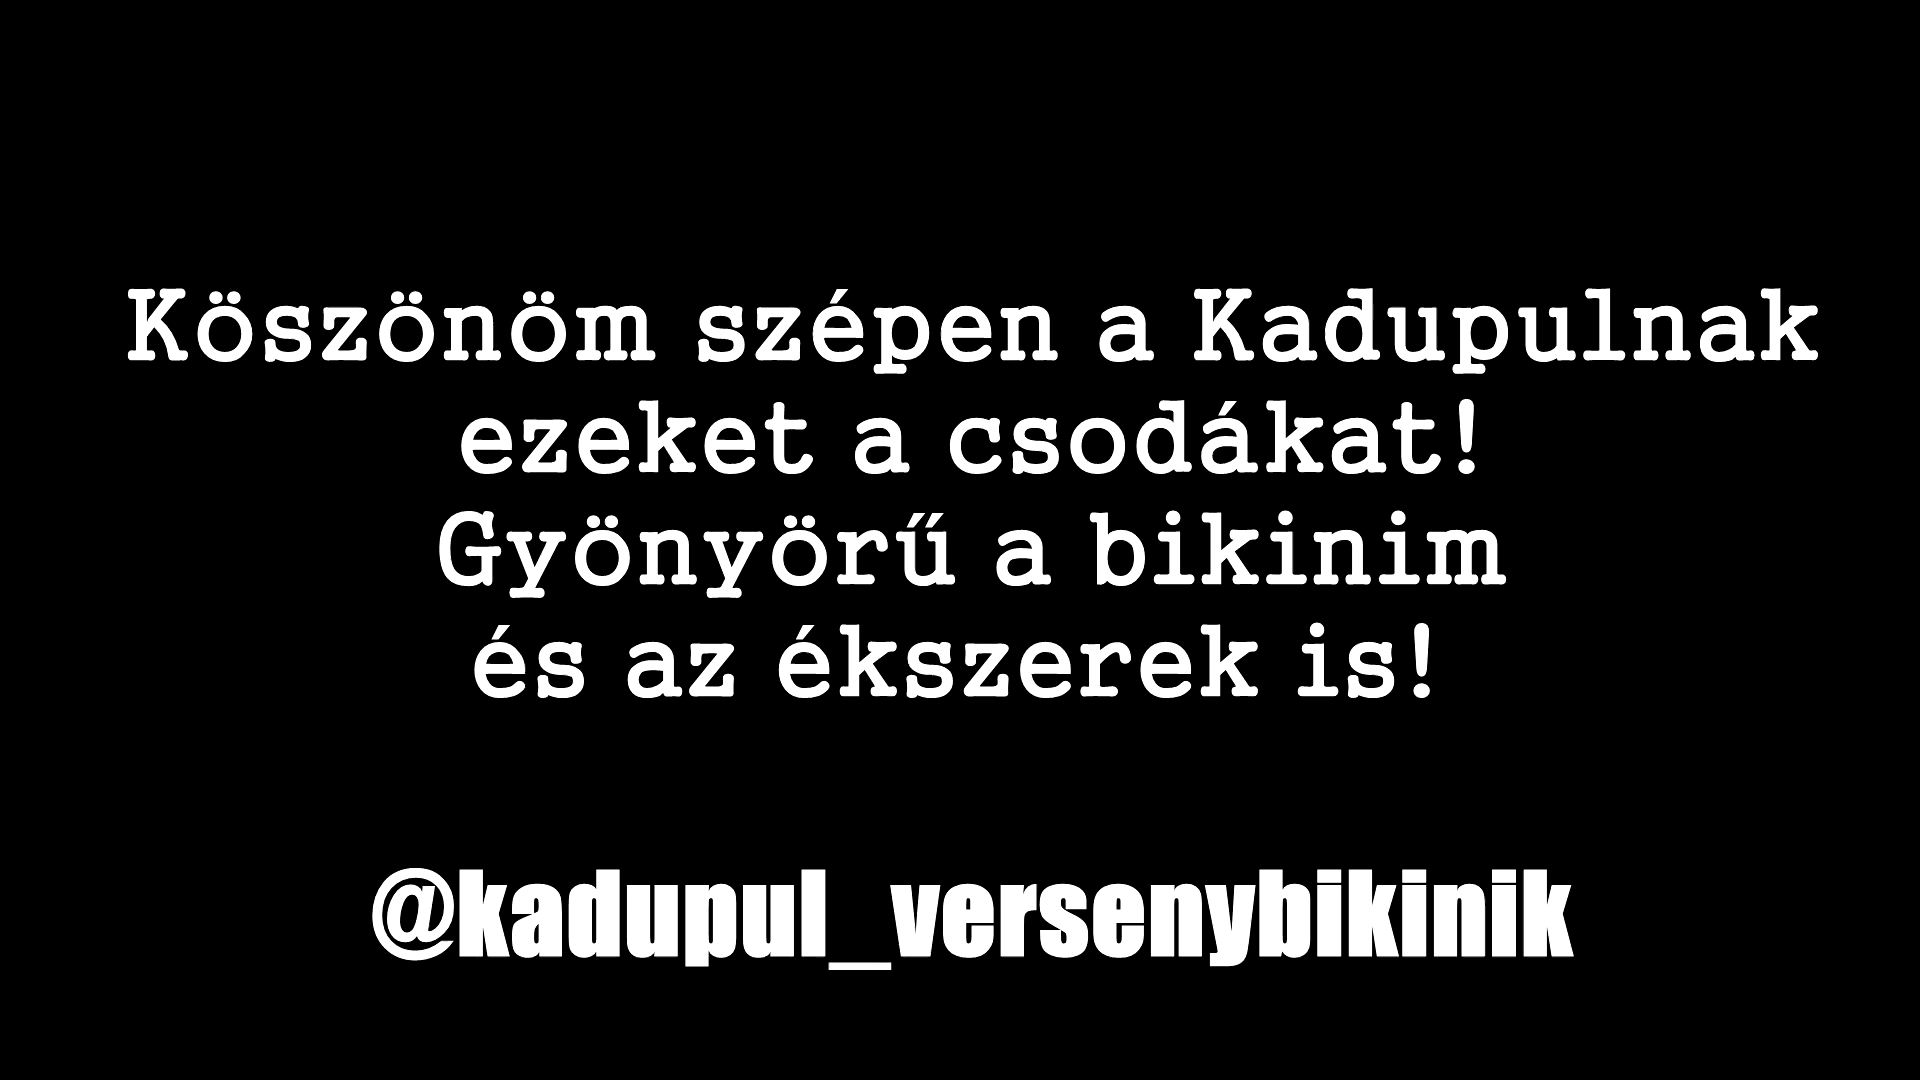 Köszönöm szépen a Kadupulnak
ezeket a csodákat!
Gyönyörű a bikinim
és az ékszerek is!
@kadupul_versenybikinik